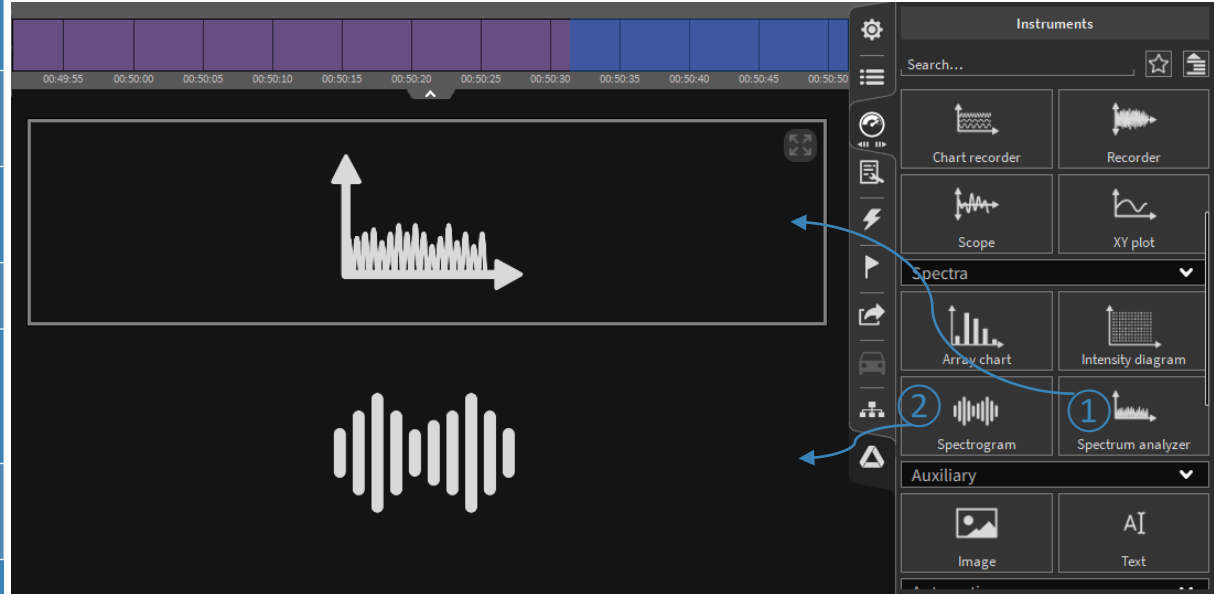 Instruments
Search...
00:49:55 00:50:00 00:50:05 00:50:10 00:50:15 00:50:20 00:50:25 00:50:30 00:50:35 00:50:40 00:50:45 00:50:50
Chart recorder Recorder
Scope XY plot
Spectra
Array chart Intensity diagram
2 1
Spectrogram Spectrum analyzer
Auxiliary
AI
Image Text